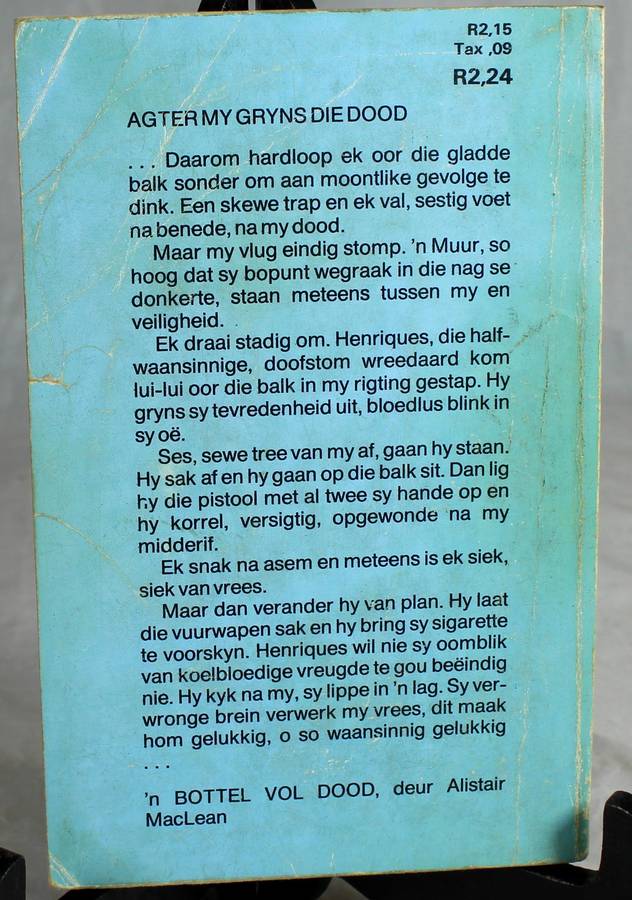 R2,15
Tax ,09
R2,24
AGTER MY GRYNS DIE DOOD
. . . Daarom hardloop ek oor die gladde
balk sonder om aan moontlike gevolge te
dink. Een skewe trap en ek val, sestig voet
na benede, na my dood.
Maar my vlug eindig stomp. 'n Muur, so
hoog dat sy bopunt wegraak in die nag se
donkerte, staan meteens tussen my en
veiligheid.
Ek draai stadig om. Henriques, die half-
waansinnige, doofstom wreedaard kom
lui-lui oor die balk in my rigting gestap. Hy
gryns sy tevredenheid uit, bloedlus blink in
sy oë.
Ses, sewe tree van my af, gaan hy staan.
Hy sak af en hy gaan op die balk sit. Dan lig
hy die pistool met al twee sy hande op en
hy korrel, versigtig, opgewonde na my
midderif.
Ek snak na asem en meteens is ek siek,
siek van vrees.
Maar dan verander hy van plan. Hy laat
die vuurwapen sak en hy bring sy sigarette
te voorskyn. Henriques wil nie sy oomblik
van koelbloedige vreugde te gou beëindig
nie. Hy kyk na my, sy lippe in 'n lag. Sy ver-
wronge brein verwerk my vrees, dit maak
hom gelukkig, o so waansinnig gelukkig
. . .
'n BOTTEL VOL DOOD, deur Alistair
MacLean